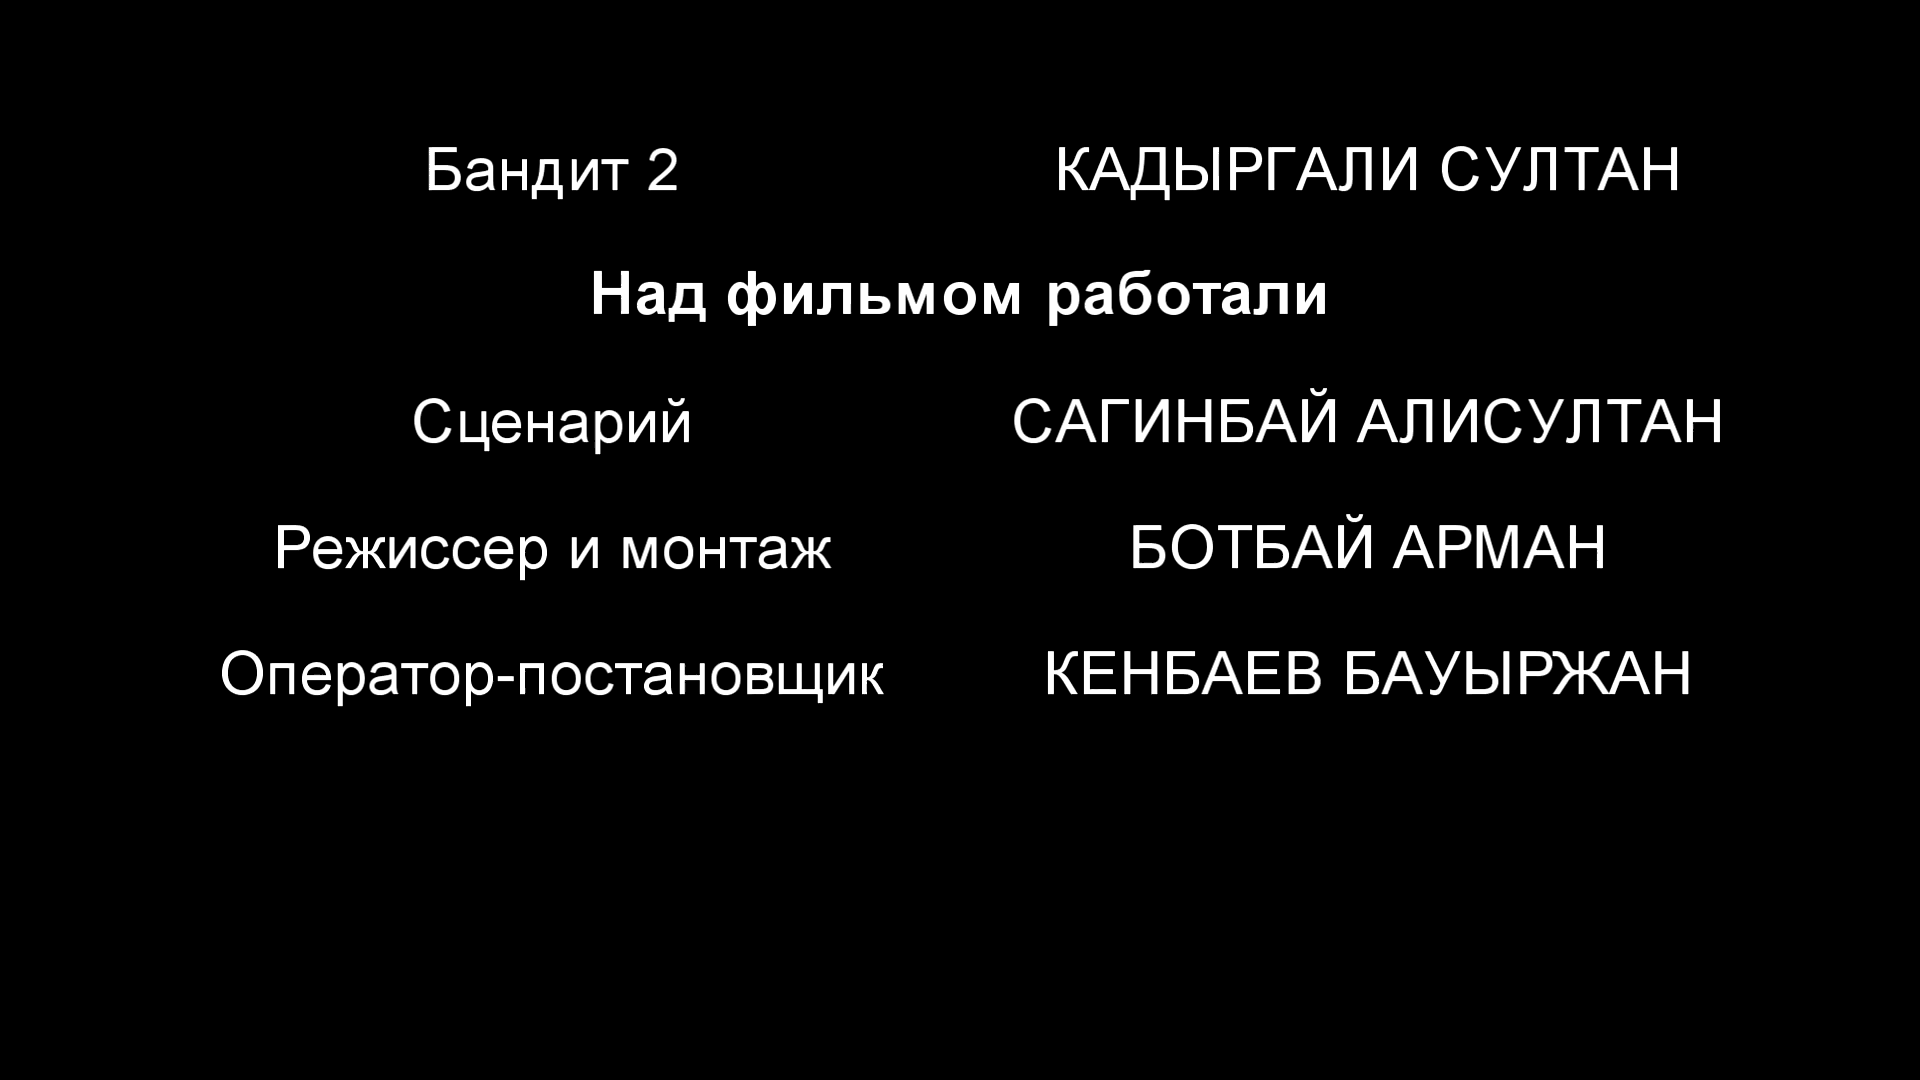 Бандит 2 КАДЫРГАЛИ СУЛТАН
Над фильмом работали
Сценарий САГИНБАЙ АЛИСУЛТАН
Режиссер и монтаж БОТБАЙ АРМАН
Оператор-постановщик КЕНБАЕВ БАУЫРЖАН